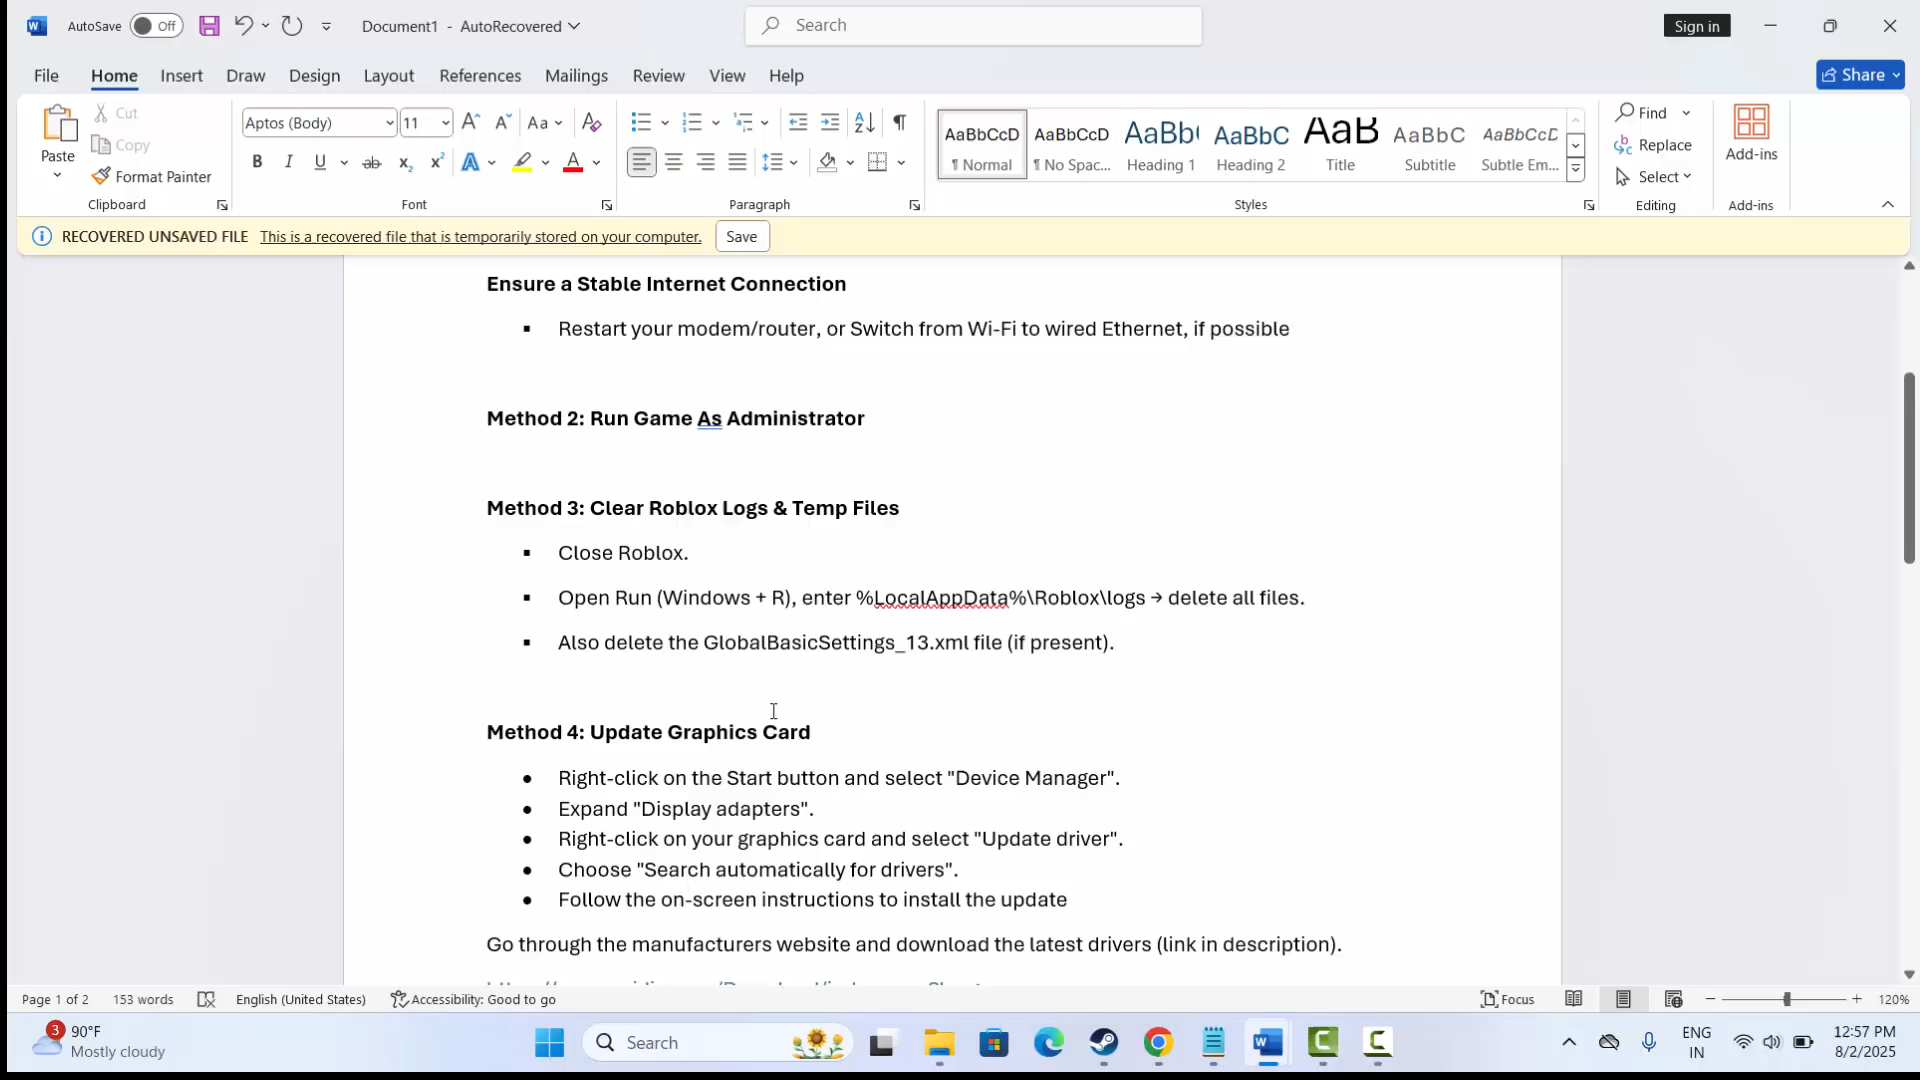 AutoSave Off Document1 - AutoRecovered Search Sign in
File Home Insert Draw Design Layout References Mailings Review View Help Share
Paste Cut Copy Format Painter Clipboard
Aptos (Body) 11 Aa Font
Paragraph
AaBbCcD AaBbCcD AaBb( AaBbC AaB AaBbC AaBbCcD
¶ Normal ¶ No Spac... Heading 1 Heading 2 Title Subtitle Subtle Em...
Styles
Find Replace Select Editing
Add-ins Add-ins
RECOVERED UNSAVED FILE This is a recovered file that is temporarily stored on your computer. Save
Ensure a Stable Internet Connection
▪ Restart your modem/router, or Switch from Wi-Fi to wired Ethernet, if possible
Method 2: Run Game As Administrator
Method 3: Clear Roblox Logs & Temp Files
▪ Close Roblox.
▪ Open Run (Windows + R), enter %LocalAppData%\Roblox\logs → delete all files.
▪ Also delete the GlobalBasicSettings_13.xml file (if present).
Method 4: Update Graphics Card
• Right-click on the Start button and select "Device Manager".
• Expand "Display adapters".
• Right-click on your graphics card and select "Update driver".
• Choose "Search automatically for drivers".
• Follow the on-screen instructions to install the update
Go through the manufacturers website and download the latest drivers (link in description).
Page 1 of 2 153 words English (United States) Accessibility: Good to go Focus 120%
3 90°F Mostly cloudy
Search
ENG IN
12:57 PM
8/2/2025